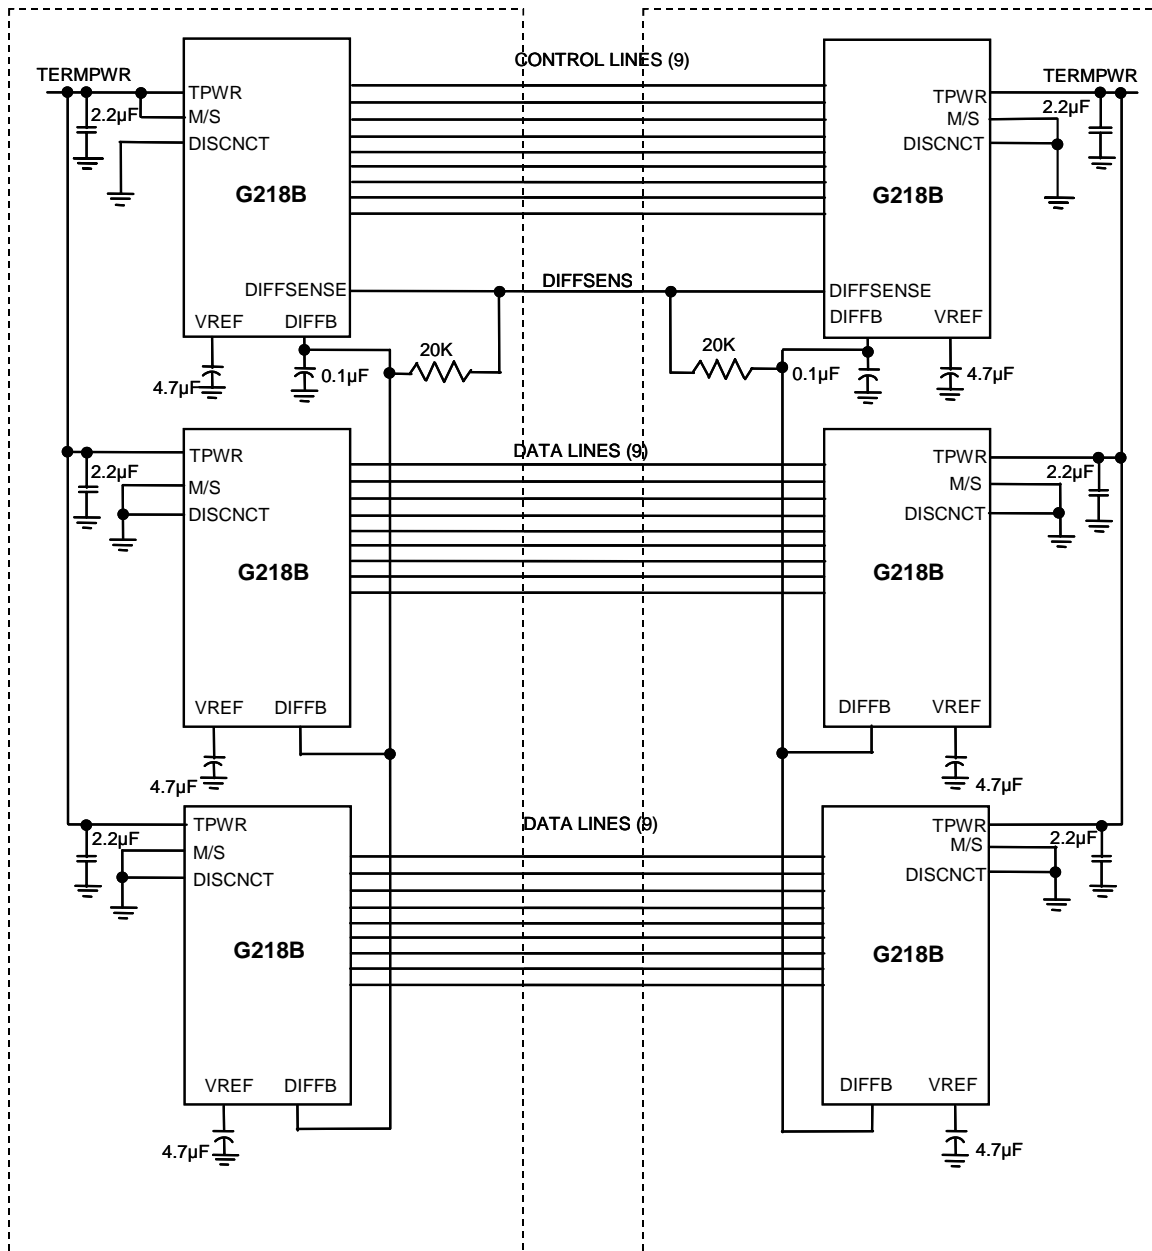 CONTROL LINES (9)
TERMPWR
TPWR
2.2µF
M/S
DISCNCT
G218B
DIFFSENSE
VREF
DIFFB
4.7µF
0.1µF
20K
DIFFSENS
TERMPWR
TPWR
2.2µF
M/S
DISCNCT
G218B
DIFFSENSE
DIFFB
VREF
20K
0.1µF
4.7µF
DATA LINES (9)
TPWR
2.2µF
M/S
DISCNCT
G218B
VREF
DIFFB
4.7µF
TPWR
2.2µF
M/S
DISCNCT
G218B
DIFFB
VREF
4.7µF
DATA LINES (9)
TPWR
2.2µF
M/S
DISCNCT
G218B
VREF
DIFFB
4.7µF
TPWR
2.2µF
M/S
DISCNCT
G218B
DIFFB
VREF
4.7µF